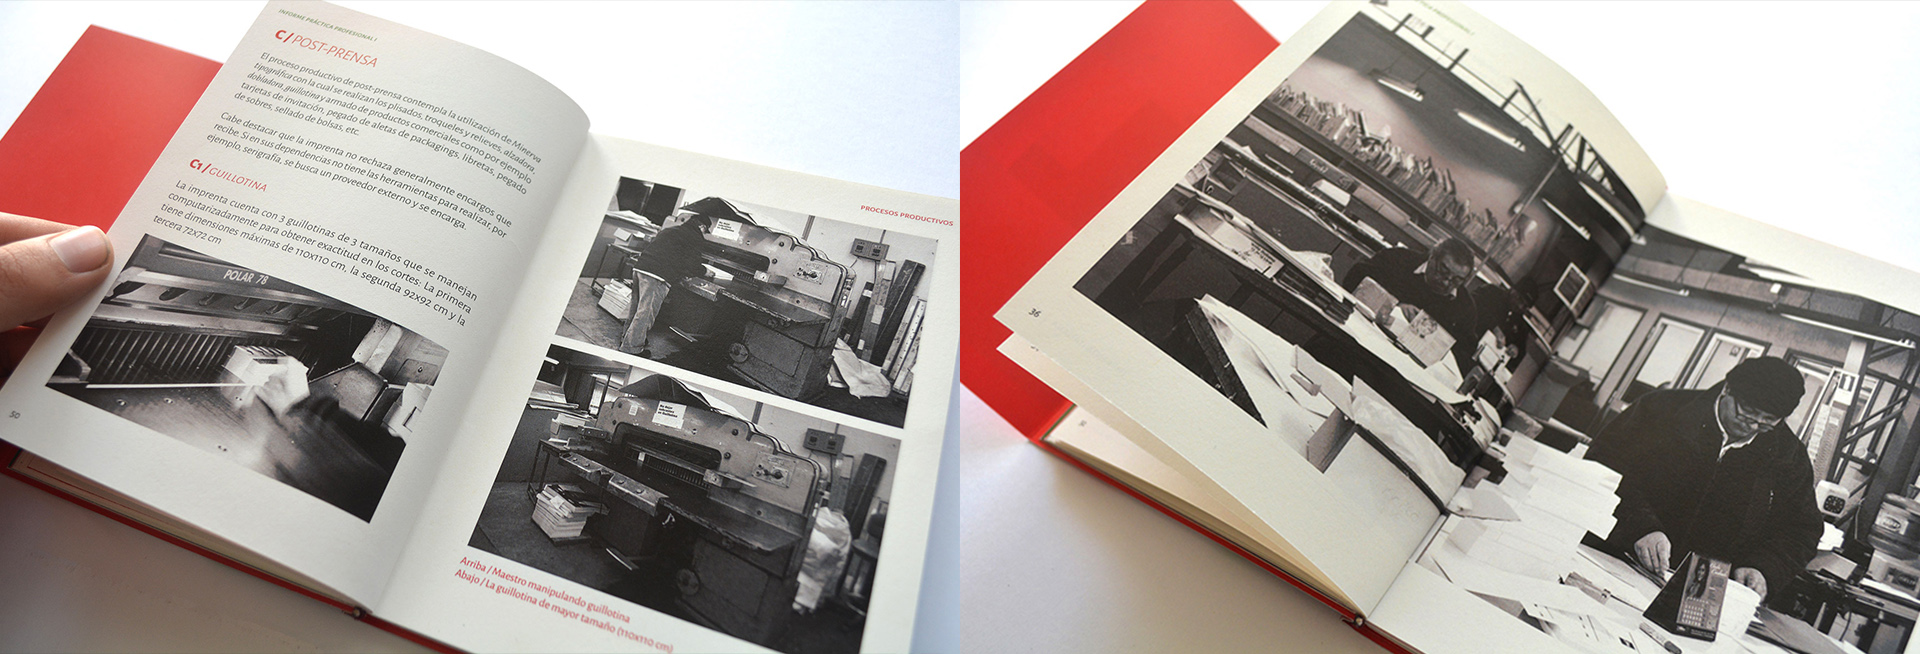 INFORME PRÁCTICA PROFESIONAL I
C / POST-PRENSA
El proceso productivo de post-prensa contempla la utilización de Minerva
tipográfica con la cual se realizan los plisados, troqueles y relieves, alzadora,
dobladora, guillotina y armado de productos comerciales como por ejemplo
tarjetas de invitación, pegado de aletas de packagings, libretas, pegado
de sobres, sellado de bolsas, etc.
Cabe destacar que la imprenta no rechaza generalmente encargos que
recibe. Si en sus dependencias no tiene las herramientas para realizar, por
ejemplo, serigrafía, se busca un proveedor externo y se encarga.
C1 / GUILLOTINA
La imprenta cuenta con 3 guillotinas de 3 tamaños que se manejan
computarizadamente para obtener exactitud en los cortes. La primera
tiene dimensiones máximas de 110x110 cm, la segunda 92x92 cm y la
tercera 72x72 cm
POLAR 78
50
PROCESOS PRODUCTIVOS
Arriba / Maestro manipulando guillotina
Abajo / La guillotina de mayor tamaño (110x110 cm)
PRÁCTICA PROFESIONAL I
36